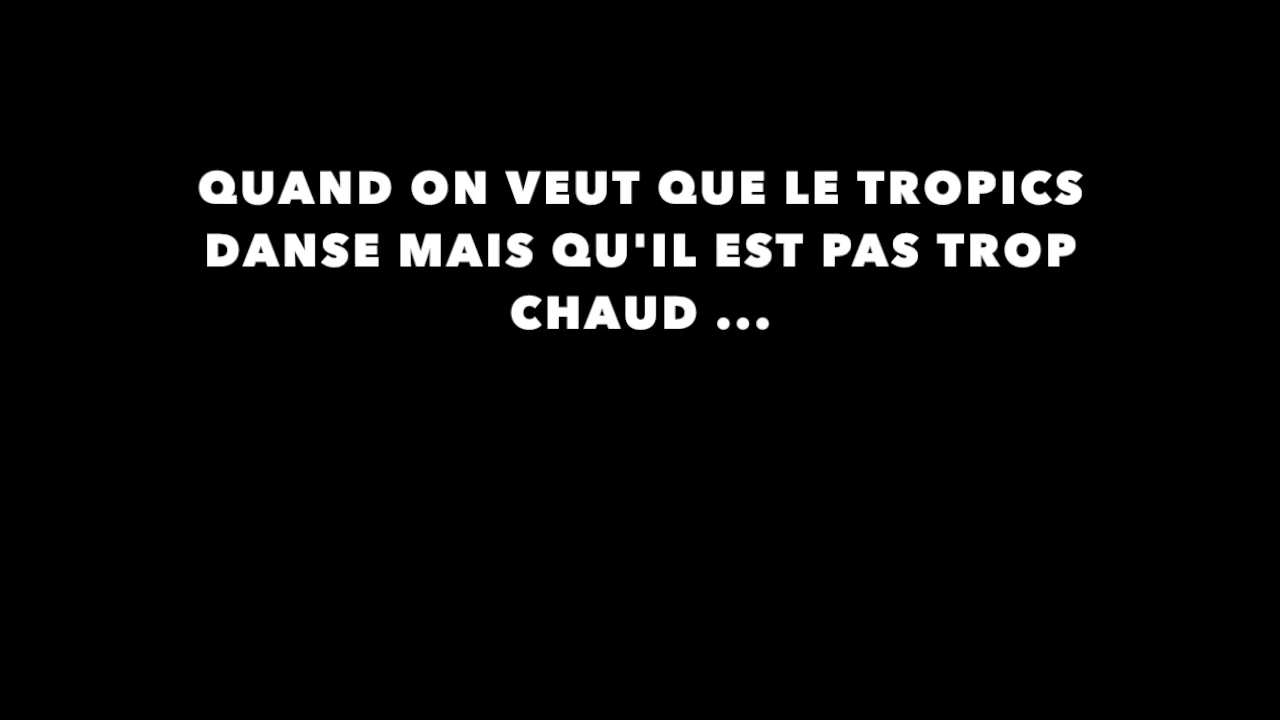 QUAND ON VEUT QUE LE TROPICS
DANSE MAIS QU'IL EST PAS TROP
CHAUD ...